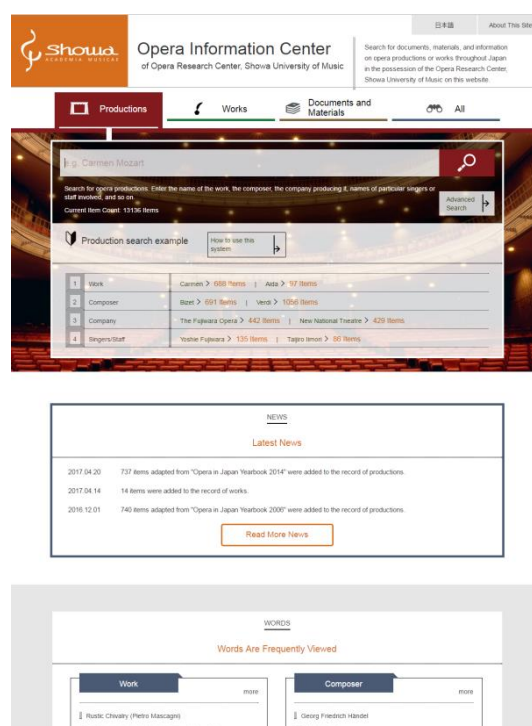 日本語 About This Site
Showa
ACADEMIA MUSICAE
Opera Information Center
of Opera Research Center, Showa University of Music
Search for documents, materials, and information
on opera productions or works throughout Japan
in the possession of the Opera Research Center,
Showa University of Music on this website.
Productions
Works
Documents and
Materials
All
e.g. Carmen Mozart
Search for opera productions. Enter the name of the work, the composer, the company producing it, names of particular singers or
staff involved, and so on.
Current Item Count: 13136 Items
Advanced
Search
Production search example
How to use this
system
1 Work Carmen > 688 Items | Aida > 97 Items
2 Composer Bizet > 691 Items | Verdi > 1056 Items
3 Company The Fujiwara Opera > 442 Items | New National Theatre > 429 Items
4 Singers/Staff Yoshie Fujiwara > 135 Items | Taijiro Iimori > 86 Items
NEWS
Latest News
2017.04.20 737 items adapted from "Opera in Japan Yearbook 2014" were added to the record of productions.
2017.04.14 14 items were added to the record of works.
2016.12.01 740 items adapted from "Opera in Japan Yearbook 2006" were added to the record of productions.
Read More News
WORDS
Words Are Frequently Viewed
Work
more
Rustic Chivalry (Pietro Mascagni)
Composer
more
Georg Friedrich Händel